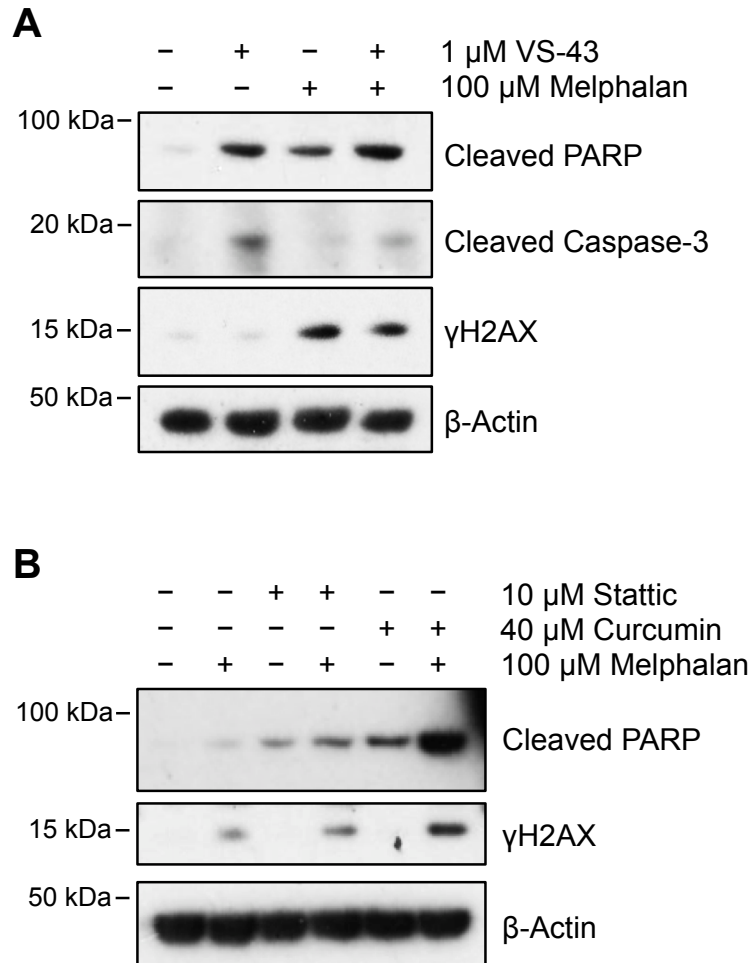 A
− + − + 1 µM VS-43
− − + + 100 µM Melphalan
100 kDa
Cleaved PARP
20 kDa
Cleaved Caspase-3
15 kDa
γH2AX
50 kDa
β-Actin
B
− − + + − − 10 µM Stattic
− − − − + + 40 µM Curcumin
− + − + − + 100 µM Melphalan
100 kDa
Cleaved PARP
15 kDa
γH2AX
50 kDa
β-Actin